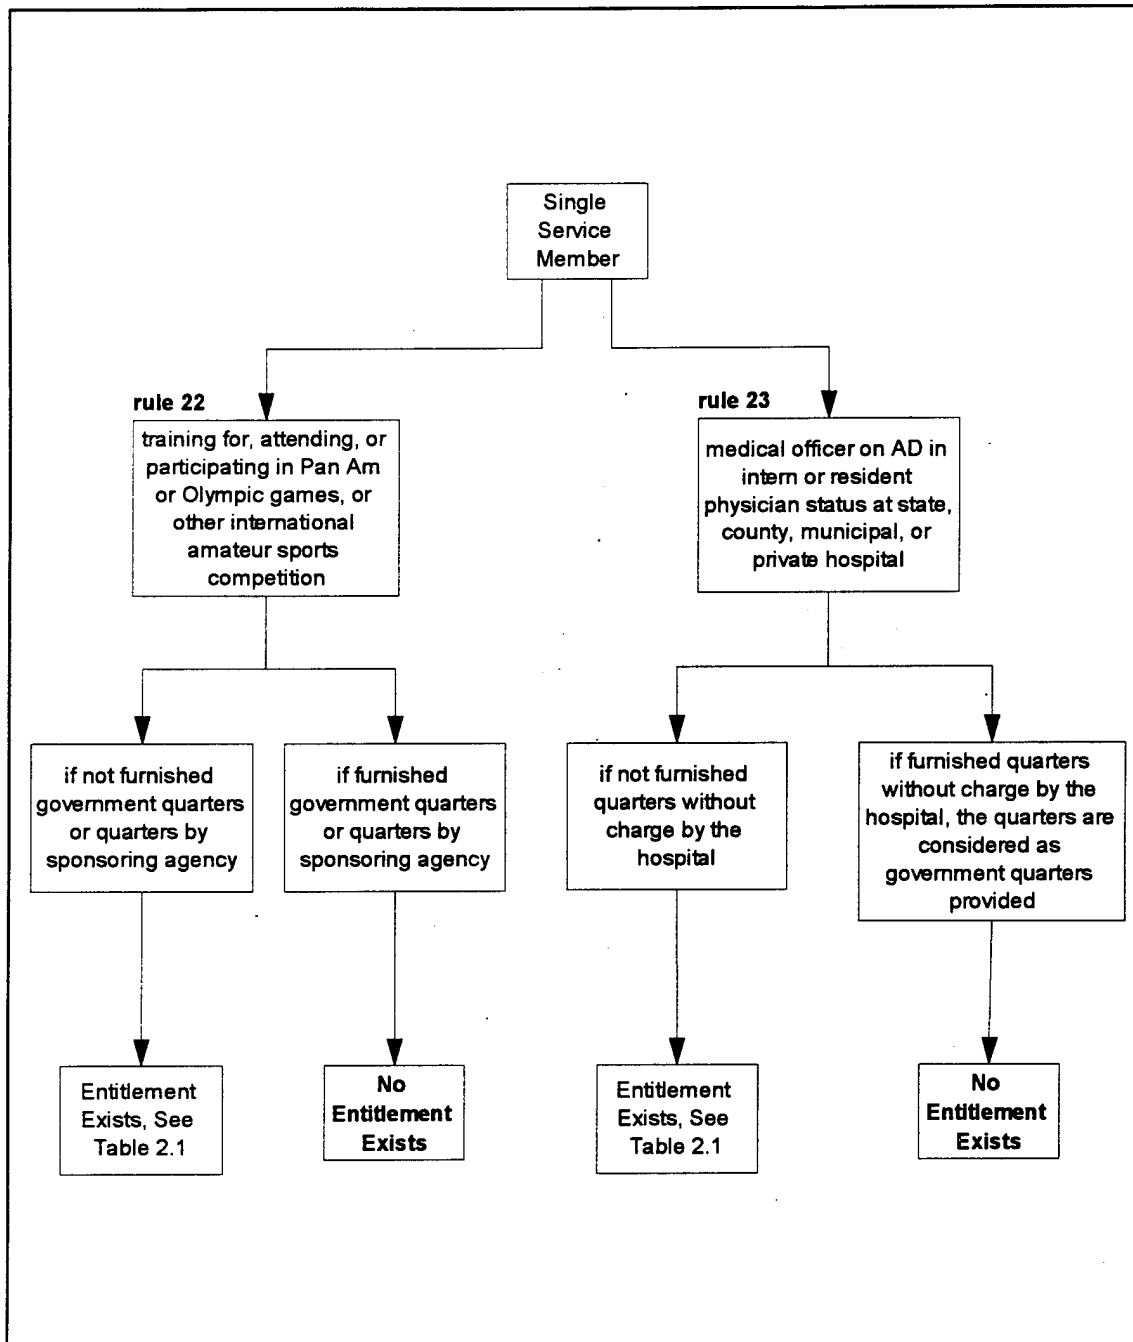 Single
Service
Member
rule 22
training for, attending, or
participating in Pan Am
or Olympic games, or
other international
amateur sports
competition
rule 23
medical officer on AD in
intern or resident
physician status at state,
county, municipal, or
private hospital
if not furnished
government quarters
or quarters by
sponsoring agency
if furnished
government quarters
or quarters by
sponsoring agency
if not furnished
quarters without
charge by the
hospital
if furnished quarters
without charge by the
hospital, the quarters are
considered as
government quarters
provided
Entitlement
Exists, See
Table 2.1
No
Entitlement
Exists
Entitlement
Exists, See
Table 2.1
No
Entitlement
Exists